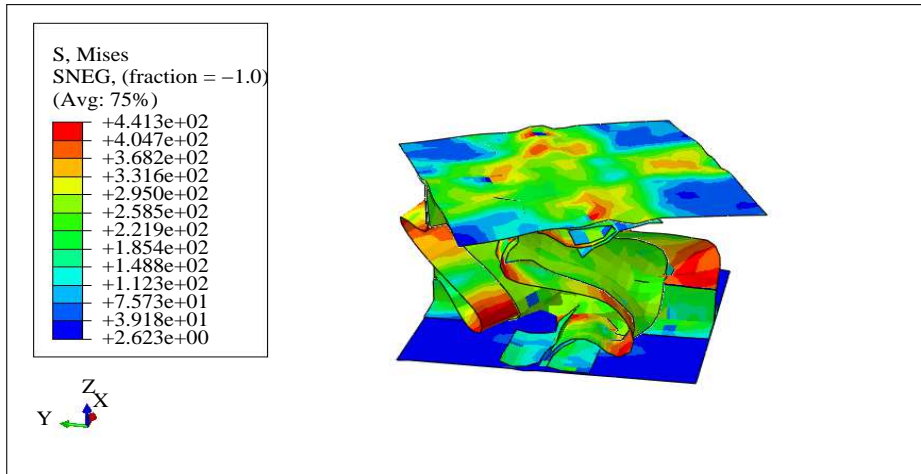 S, Mises
SNEG, (fraction = −1.0)
(Avg: 75%)
+4.413e+02
+4.047e+02
+3.682e+02
+3.316e+02
+2.950e+02
+2.585e+02
+2.219e+02
+1.854e+02
+1.488e+02
+1.123e+02
+7.573e+01
+3.918e+01
+2.623e+00
Z
X
Y